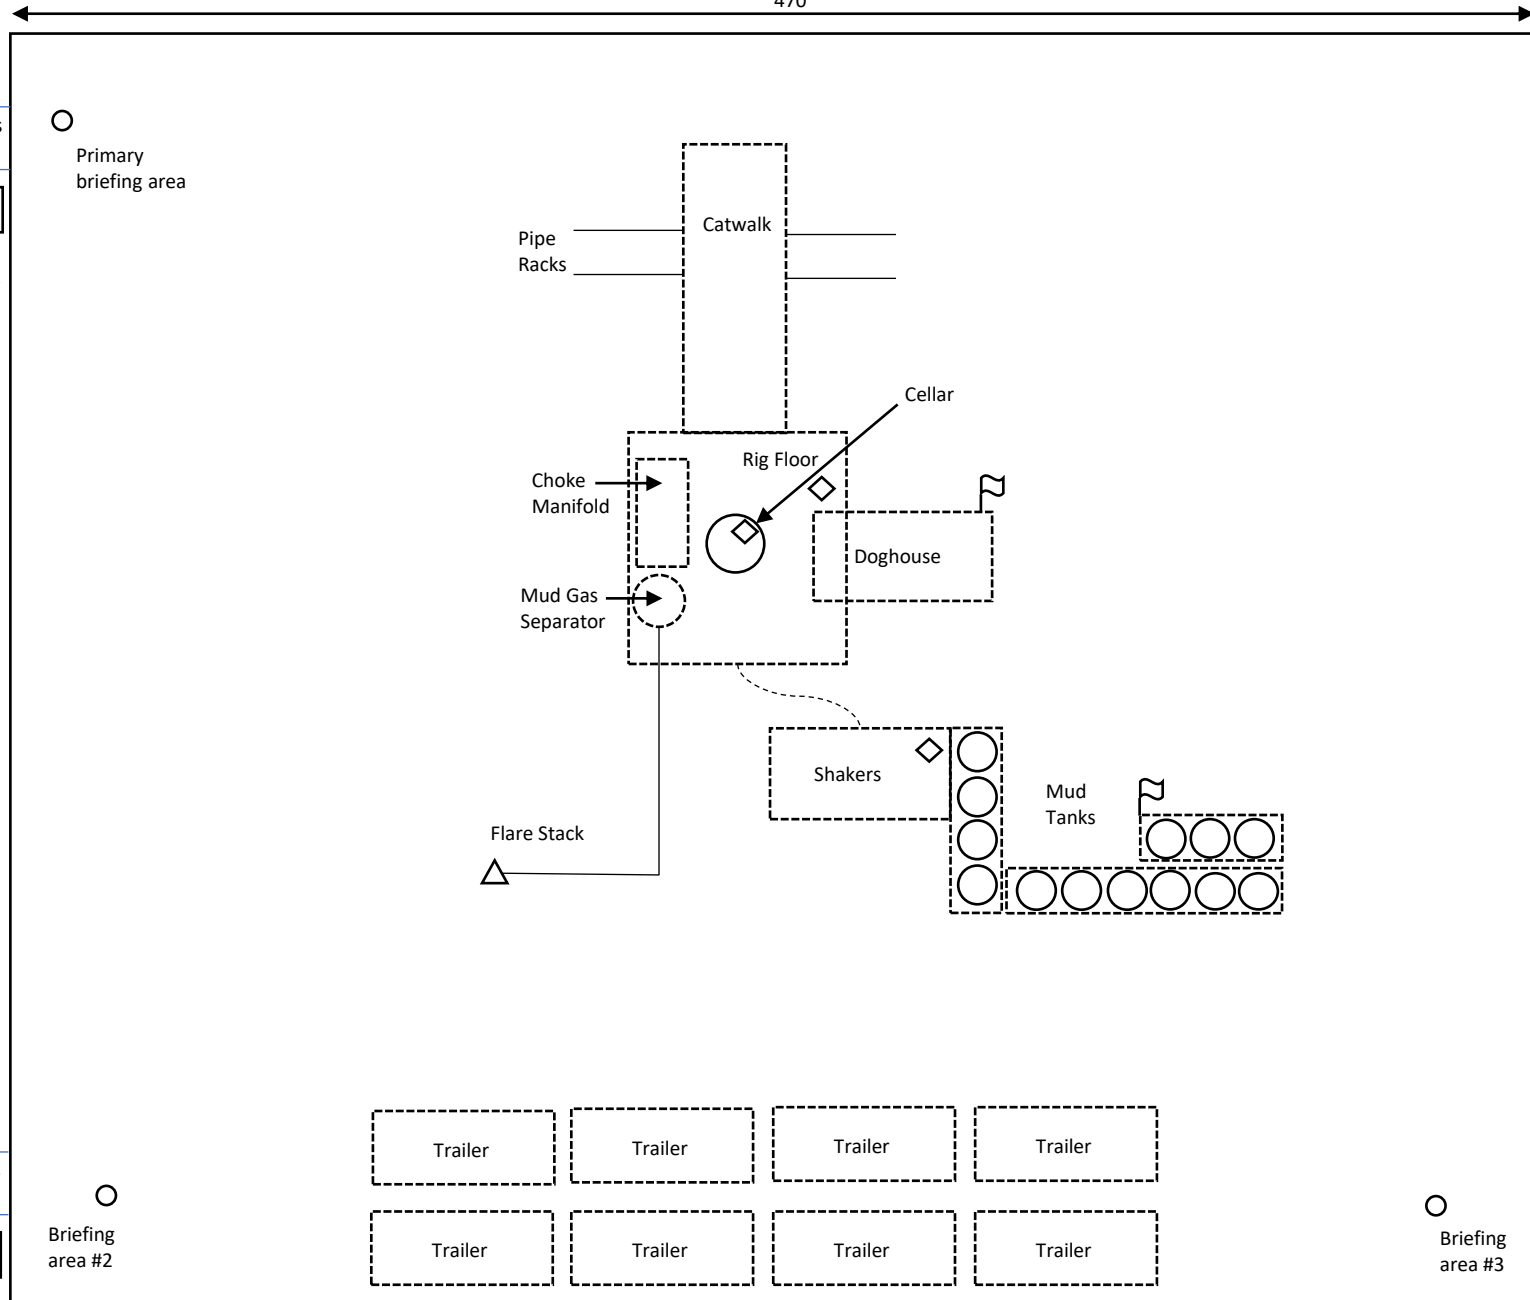 470
s
Primary
briefing area
Catwalk
Pipe
Racks
Cellar
Rig Floor
Choke
Manifold
Doghouse
Mud Gas
Separator
Shakers
Mud
Tanks
Flare Stack
Trailer
Trailer
Trailer
Trailer
Briefing
area #2
Trailer
Trailer
Trailer
Trailer
Briefing
area #3